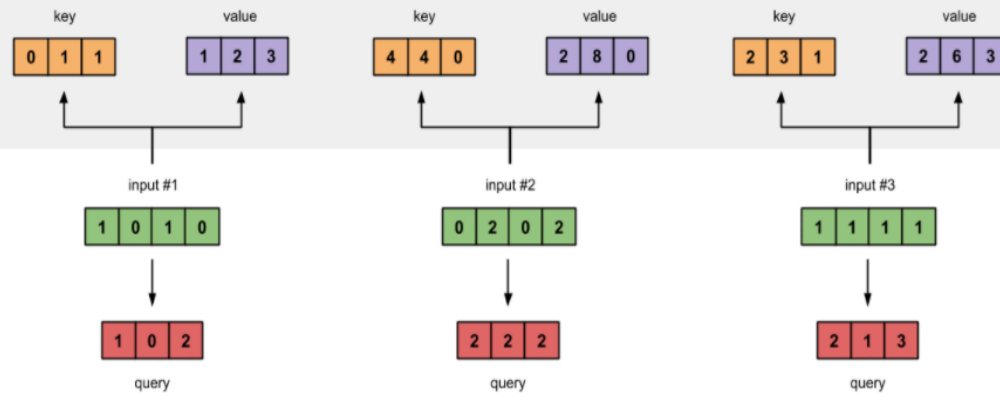 key value key value key value
0 1 1 1 2 3 4 4 0 2 8 0 2 3 1 2 6 3
input #1 input #2 input #3
1 0 1 0 0 2 0 2 1 1 1 1
1 0 2 2 2 2 2 1 3
query query query